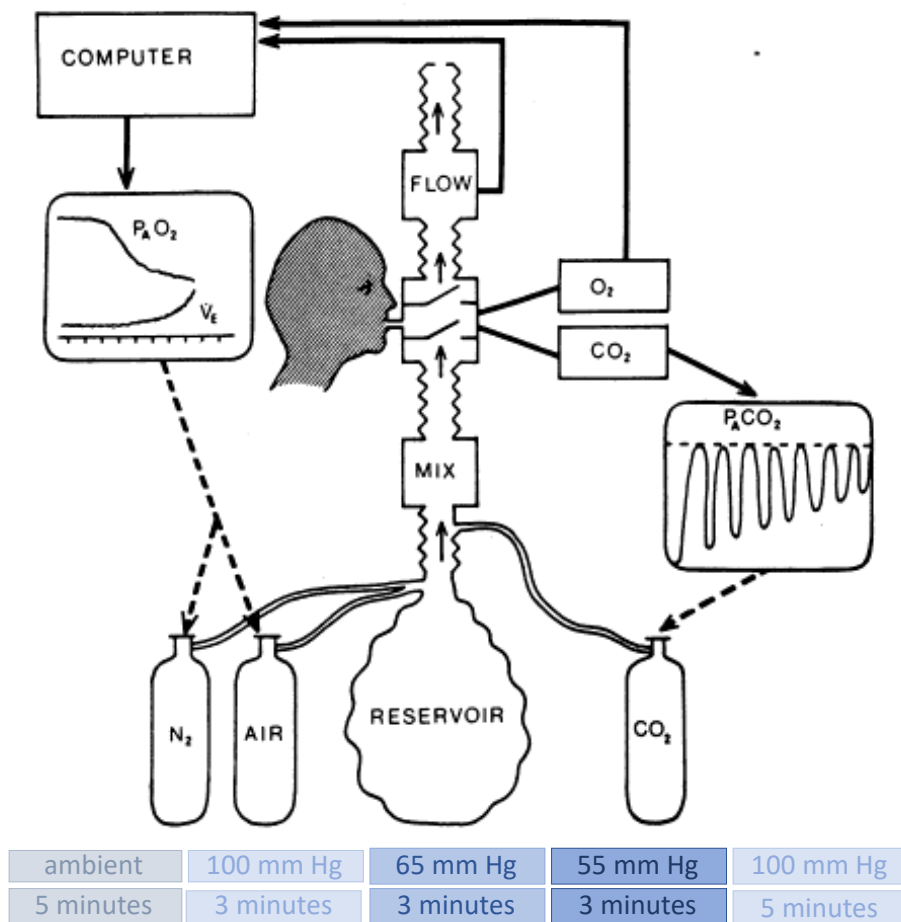 COMPUTER
FLOW
PAO2
V̇E
O2
CO2
PACO2
MIX
N2
AIR
RESERVOIR
CO2
ambient 100 mm Hg 65 mm Hg 55 mm Hg 100 mm Hg
5 minutes 3 minutes 3 minutes 3 minutes 5 minutes